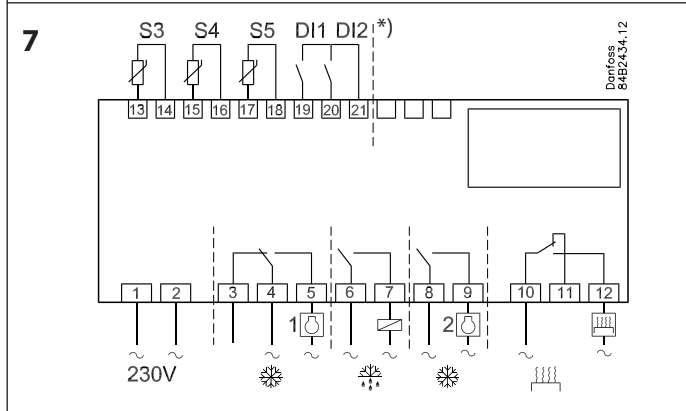 7
S3 S4 S5 DI1 DI2 *)
Danfoss
84B2434.12
13 14 15 16 17 18 19 20 21
1 2 3 4 5 6 7 8 9 10 11 12
1 2
230V